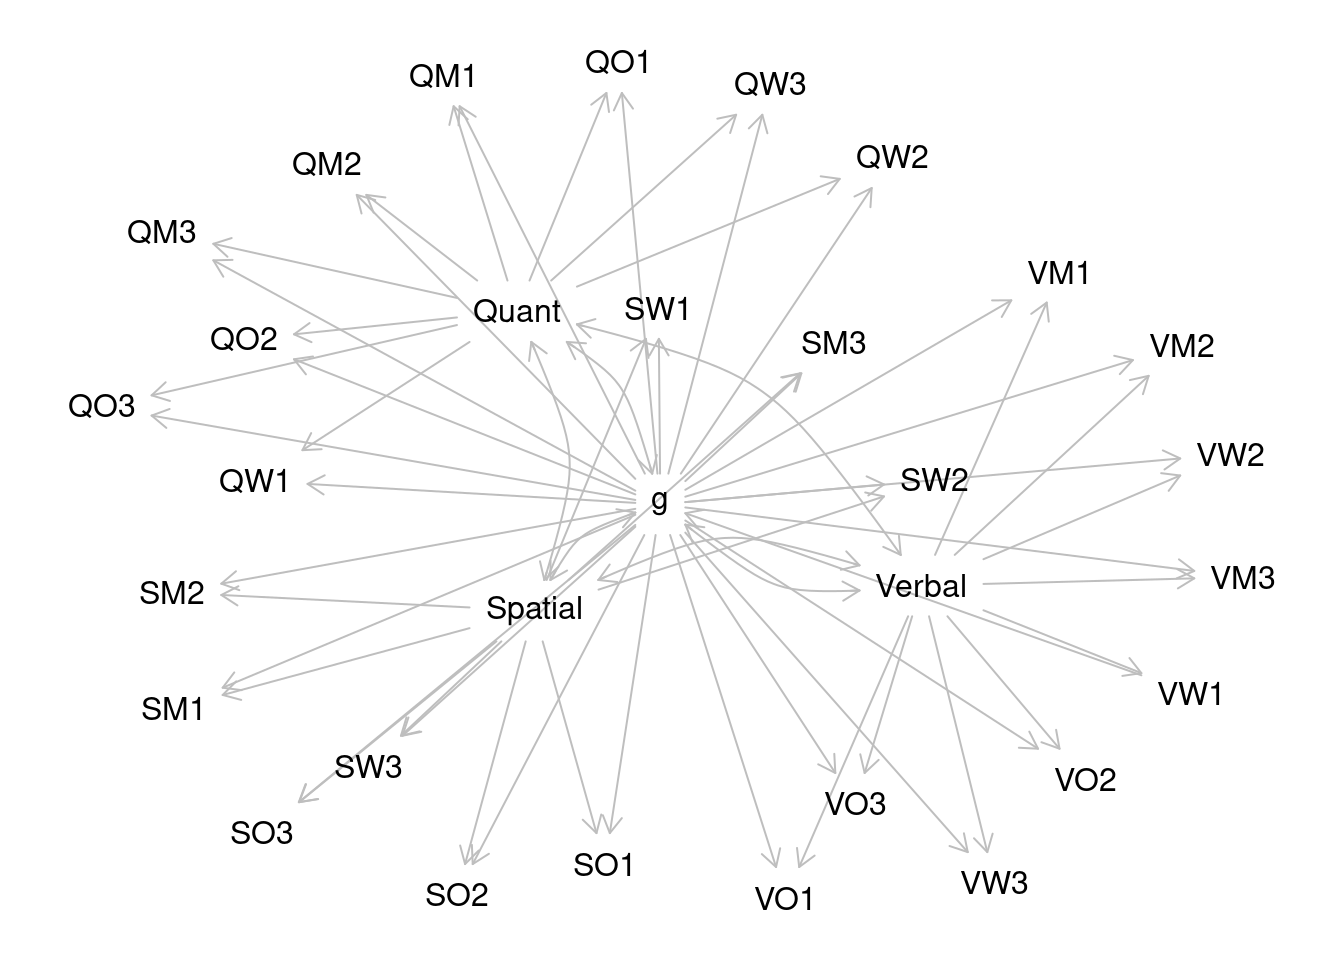 QO1
QM1
QW3
QW2
QM2
QM3
VM1
Quant
SW1
QO2
SM3
VM2
QO3
VW2
QW1
SW2
g
VM3
Verbal
SM2
Spatial
VW1
SM1
SW3
VO2
VO3
SO3
SO1
VW3
SO2
VO1